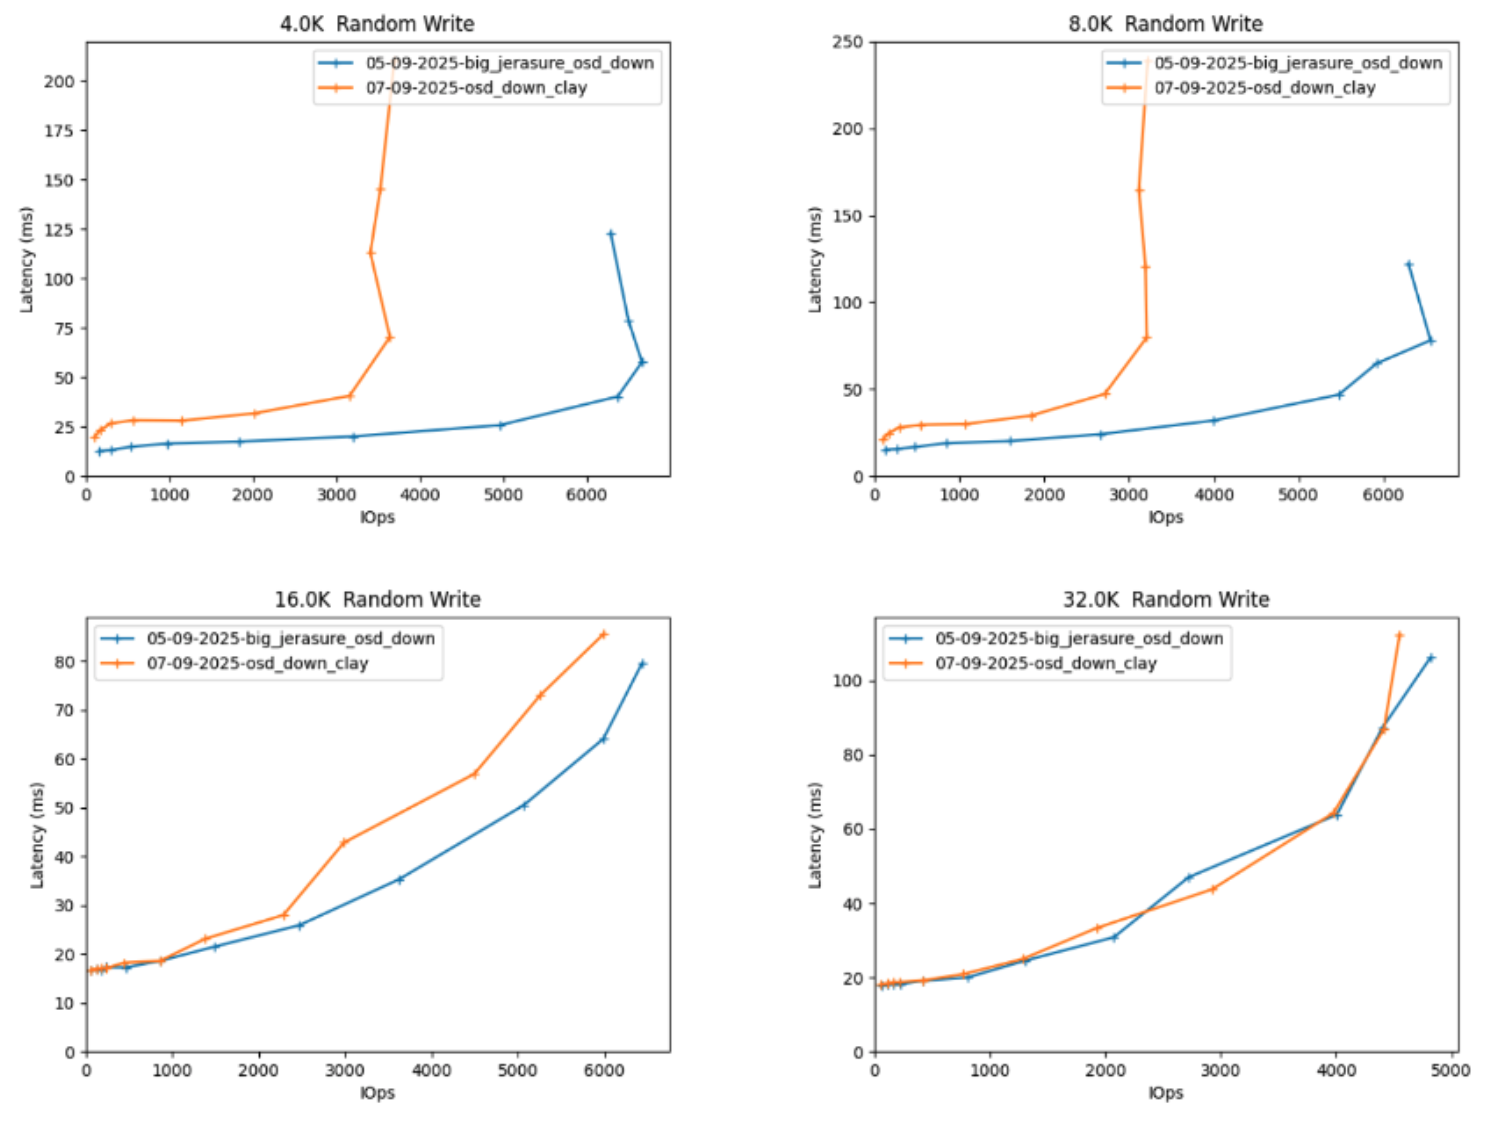 4.0K Random Write
05-09-2025-big_jerasure_osd_down
07-09-2025-osd_down_clay
200
175
150
125
100
75
50
25
0
Latency (ms)
0 1000 2000 3000 4000 5000 6000
IOps
8.0K Random Write
05-09-2025-big_jerasure_osd_down
07-09-2025-osd_down_clay
250
200
150
100
50
0
Latency (ms)
0 1000 2000 3000 4000 5000 6000
IOps
16.0K Random Write
05-09-2025-big_jerasure_osd_down
07-09-2025-osd_down_clay
80
70
60
50
40
30
20
10
0
Latency (ms)
0 1000 2000 3000 4000 5000 6000
IOps
32.0K Random Write
05-09-2025-big_jerasure_osd_down
07-09-2025-osd_down_clay
100
80
60
40
20
0
Latency (ms)
0 1000 2000 3000 4000 5000
IOps